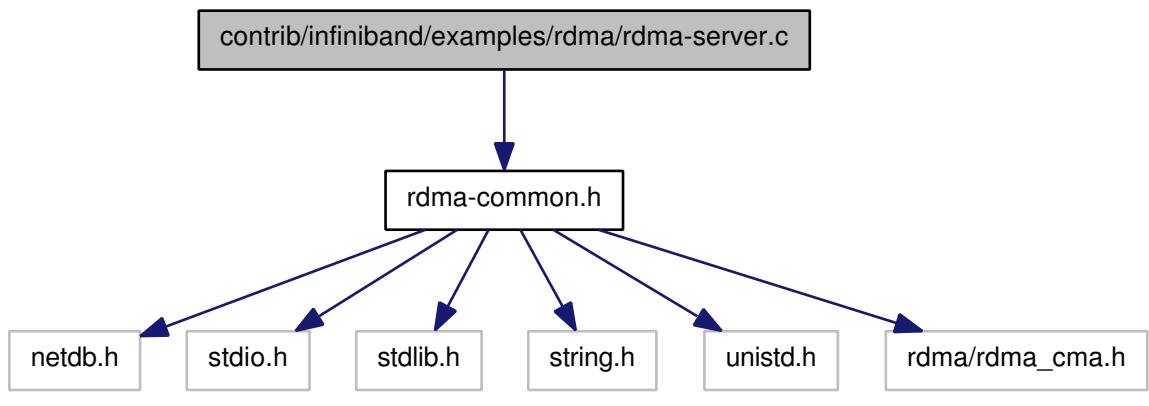 contrib/infiniband/examples/rdma/rdma-server.c
rdma-common.h
netdb.h
stdio.h
stdlib.h
string.h
unistd.h
rdma/rdma_cma.h